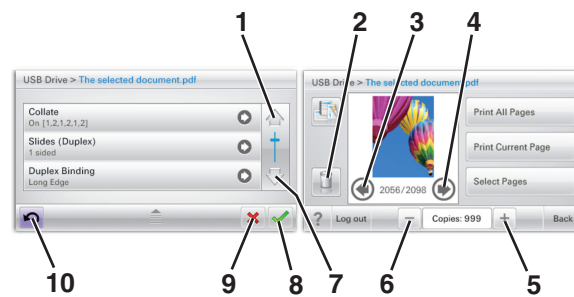 1
2
3
4
USB Drive > The selected document.pdf
Collate
On [1,2,1,2,1,2]
Slides (Duplex)
1 sided
Duplex Binding
Long Edge
USB Drive > The selected document.pdf
Print All Pages
Print Current Page
Select Pages
2056/2098
? Log out
Copies: 999
Back
10
9
8
7
6
5